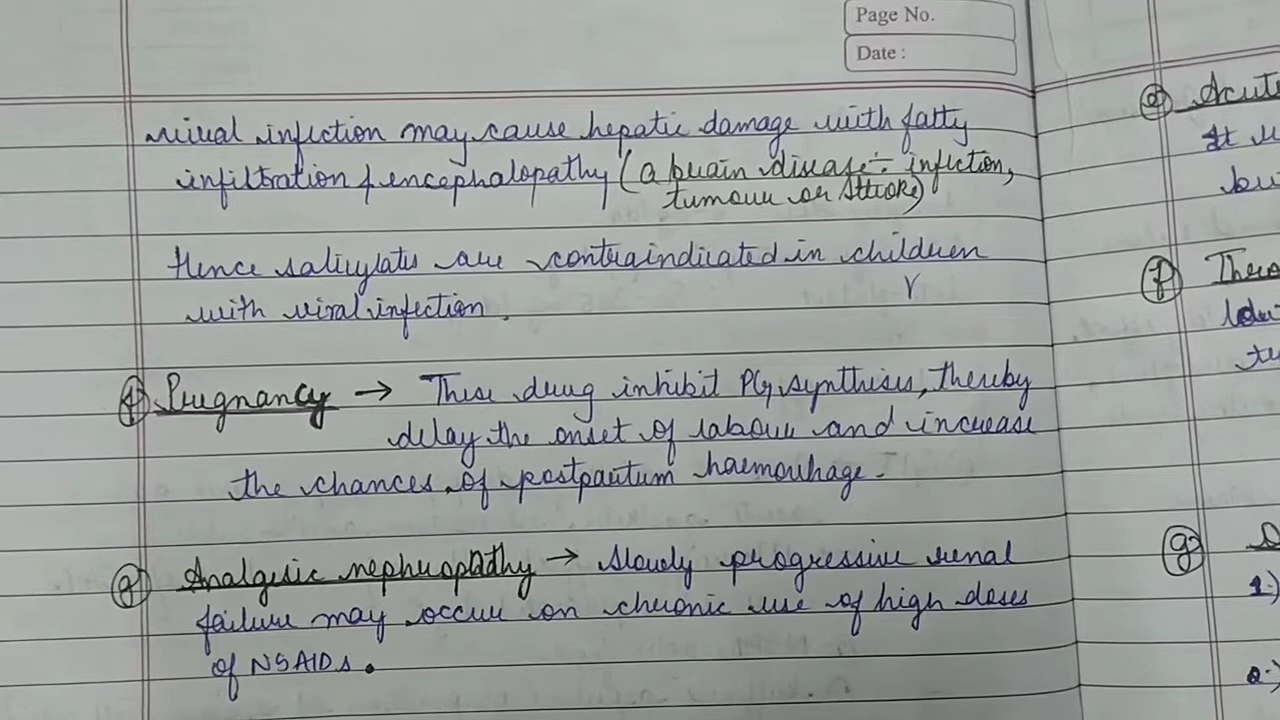 Page No.
Date :
viral infection may cause hepatic damage with fatty
infiltration & encephalopathy (a brain disease :- infection,
tumour or stroke)
Hence salicylates are contraindicated in children
with viral infection.
(f) Pregnancy → These drug inhibit PG synthesis, thereby
delay the onset of labour and increase
the chances of postpartum haemorrhage.
(g) Analgesic nephropathy → Slowly progressive renal
failure may occur on chronic use of high doses
of NSAIDs.
(e) Acute
It
(f)
(g)
1.)
2.)